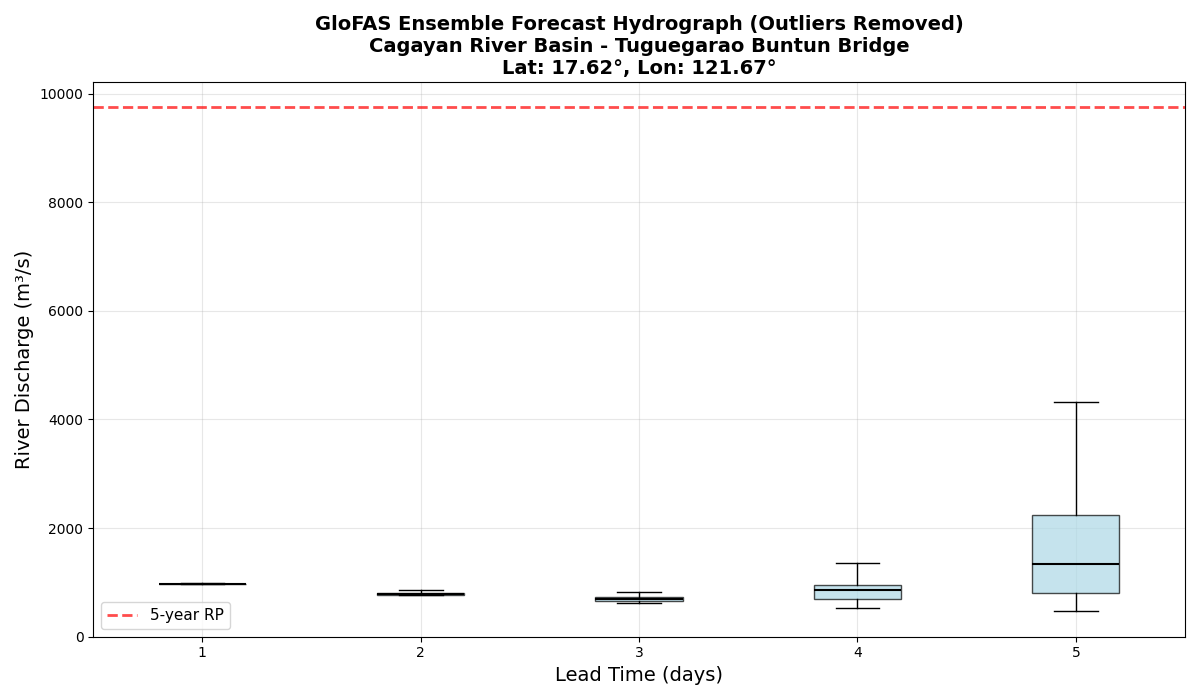 GloFAS Ensemble Forecast Hydrograph (Outliers Removed)
Cagayan River Basin - Tuguegarao Buntun Bridge
Lat: 17.62°, Lon: 121.67°
River Discharge (m³/s)
10000
8000
6000
4000
2000
0
5-year RP
1 2 3 4 5
Lead Time (days)